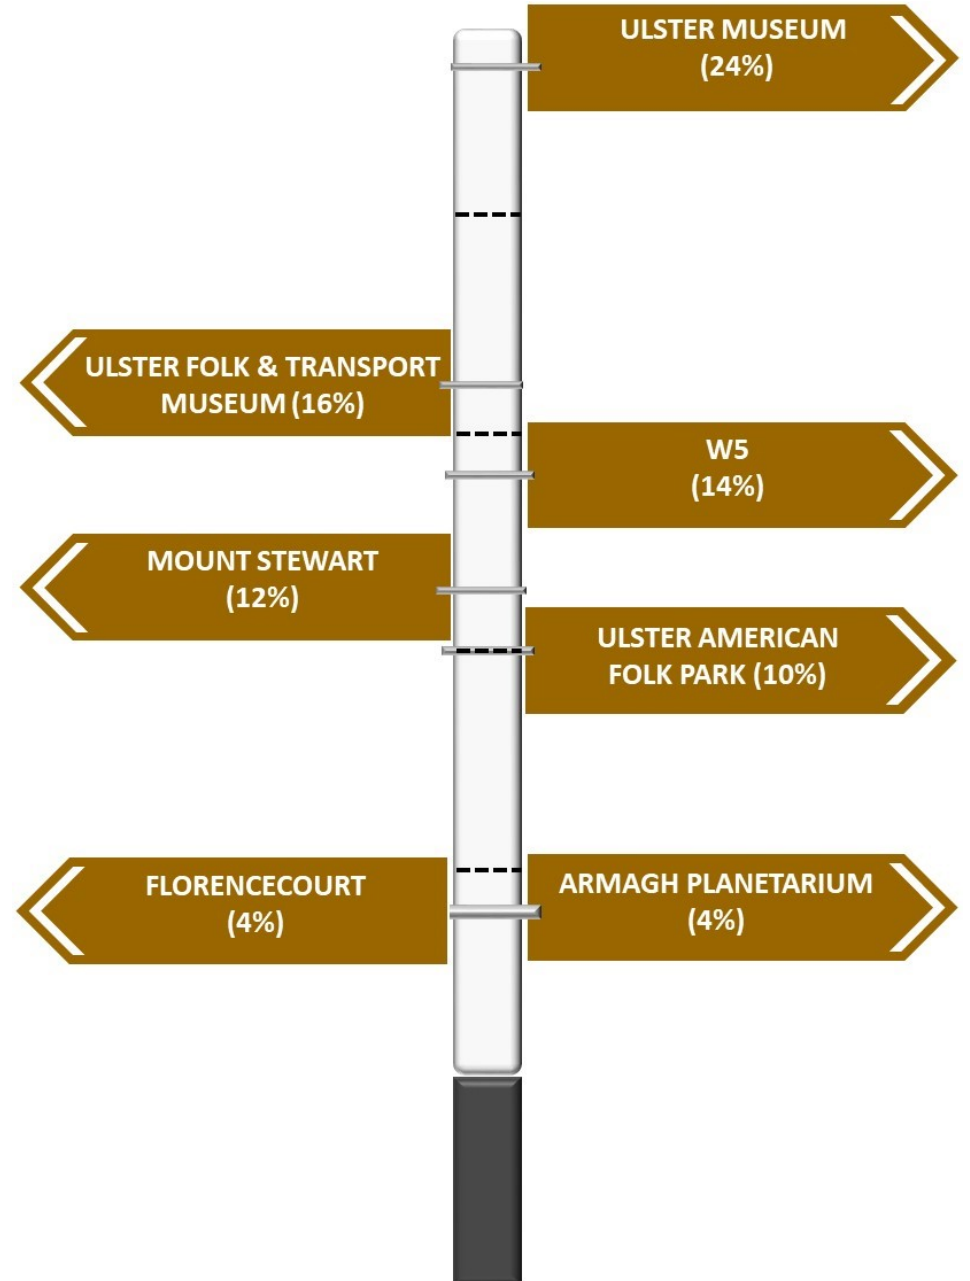 ULSTER MUSEUM
(24%)
ULSTER FOLK & TRANSPORT
MUSEUM (16%)
W5
(14%)
MOUNT STEWART
(12%)
ULSTER AMERICAN
FOLK PARK (10%)
FLORENCECOURT
(4%)
ARMAGH PLANETARIUM
(4%)